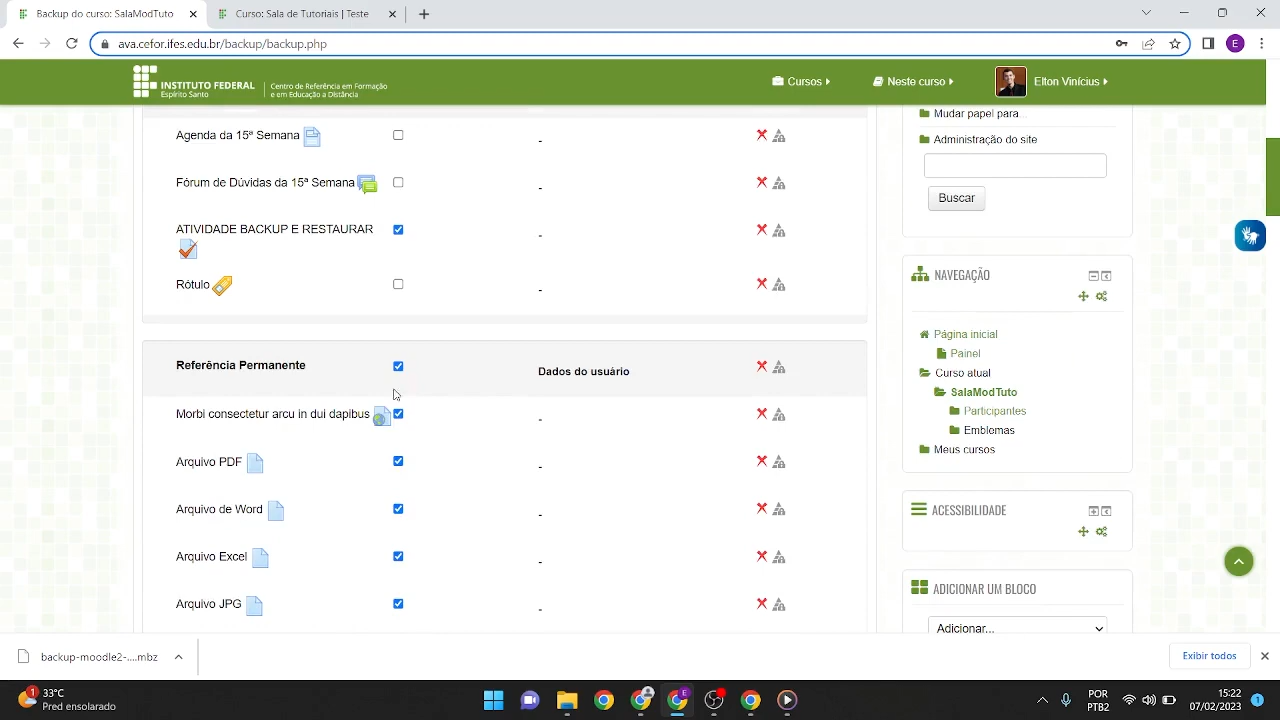 Backup do curso: SalaModTuto
Curso: Sala de Tutoriais | Teste
ava.cefor.ifes.edu.br/backup/backup.php
E
INSTITUTO FEDERAL
Espírito Santo
Centro de Referência em Formação
e em Educação a Distância
Cursos
Neste curso
Elton Vinícius
Agenda da 15ª Semana
-
Fórum de Dúvidas da 15ª Semana
-
ATIVIDADE BACKUP E RESTAURAR
-
Rótulo
-
Referência Permanente
Dados do usuário
Morbi consectetur arcu in dui dapibus
-
Arquivo PDF
-
Arquivo de Word
-
Arquivo Excel
-
Arquivo JPG
-
Mudar papel para...
Administração do site
Buscar
NAVEGAÇÃO
Página inicial
Painel
Curso atual
SalaModTuto
Participantes
Emblemas
Meus cursos
ACESSIBILIDADE
ADICIONAR UM BLOCO
Adicionar...
backup-moodle2-....mbz
Exibir todos
1
33°C
Pred ensolarado
E
POR
PTB2
15:22
07/02/2023
1